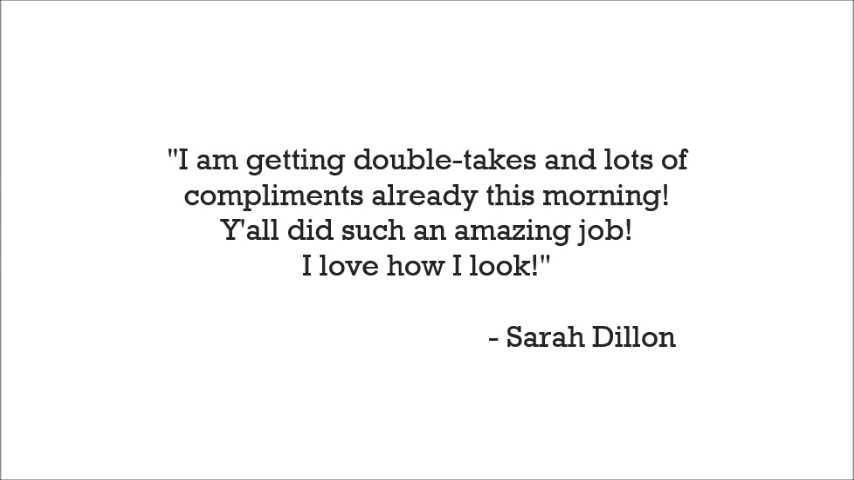 "I am getting double-takes and lots of
compliments already this morning!
Y'all did such an amazing job!
I love how I look!"
- Sarah Dillon